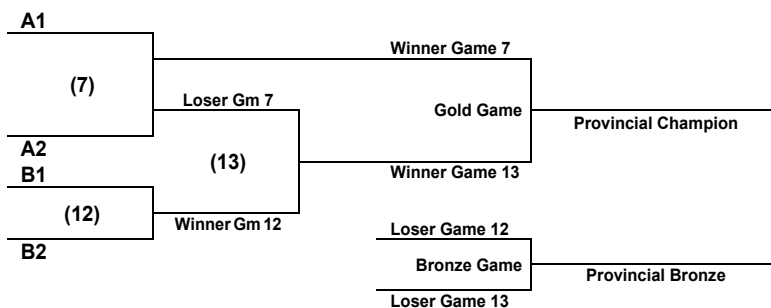 A1
Winner Game 7
(7)
Loser Gm 7
Gold Game
Provincial Champion
A2
B1
(13)
Winner Game 13
(12)
Winner Gm 12
B2
Loser Game 12
Bronze Game
Provincial Bronze
Loser Game 13